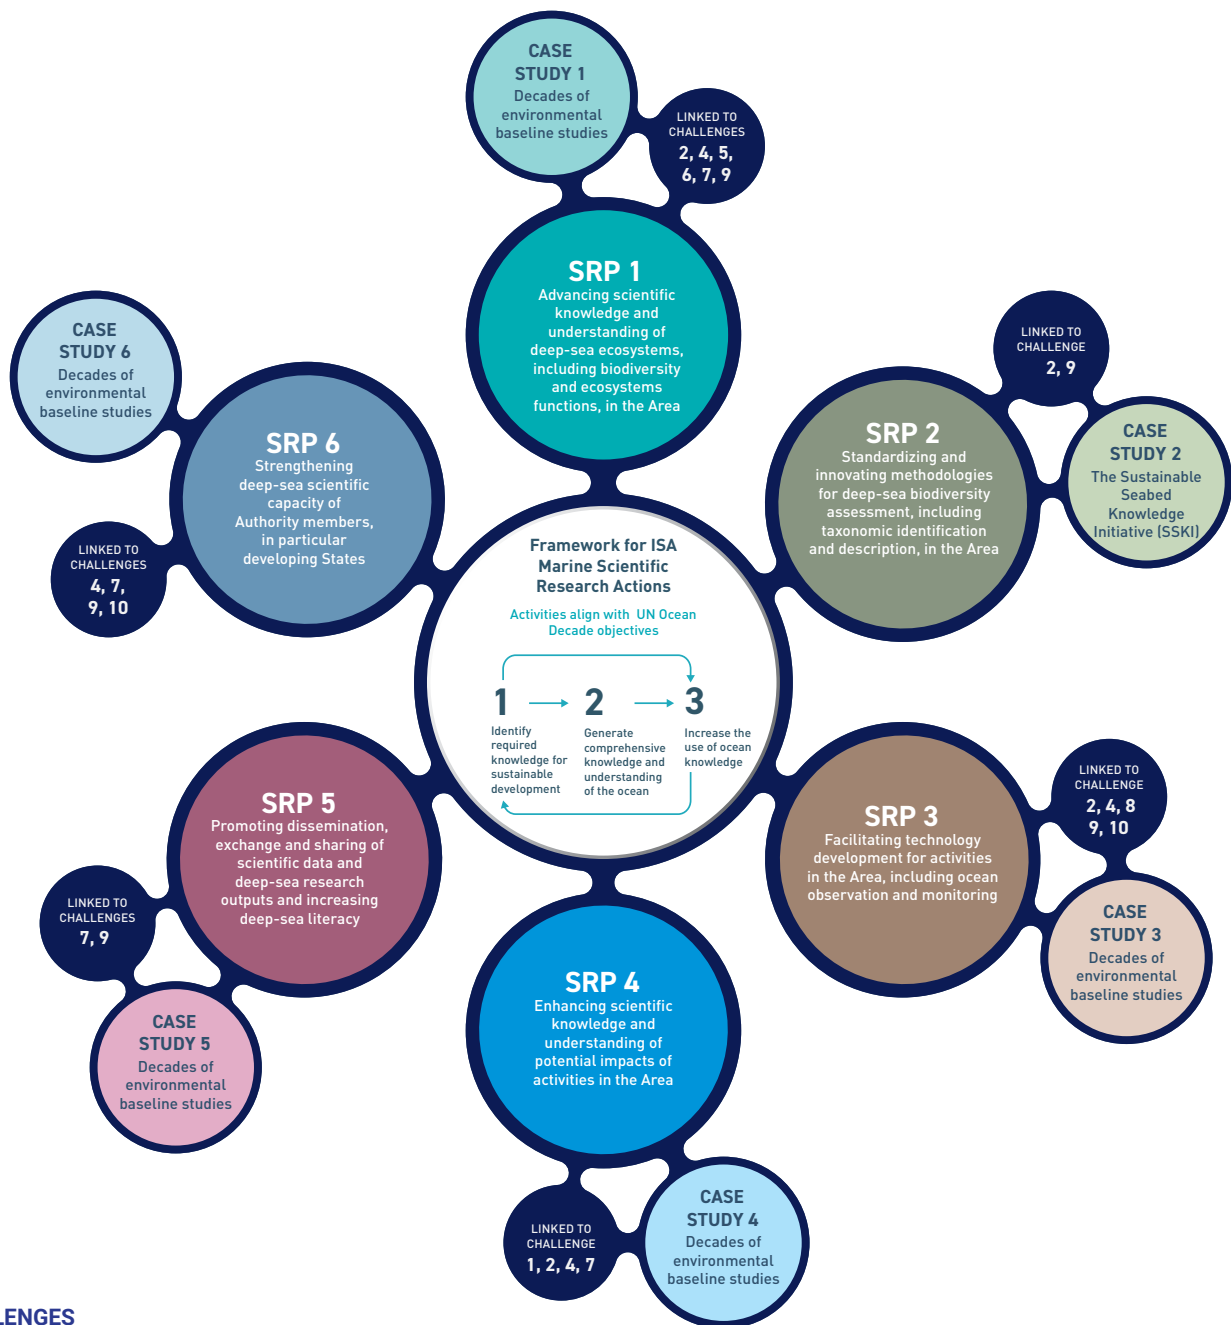 CASE
STUDY 1
Decades of
environmental
baseline studies
LINKED TO
CHALLENGES
2, 4, 5,
6, 7, 9
SRP 1
Advancing scientific
knowledge and
understanding of
deep-sea ecosystems,
including biodiversity
and ecosystems
functions, in the Area
LINKED TO
CHALLENGE
2, 9
CASE
STUDY 2
The Sustainable
Seabed
Knowledge
Initiative (SSKI)
SRP 2
Standardizing and
innovating methodologies
for deep-sea biodiversity
assessment, including
taxonomic identification
and description, in the Area
CASE
STUDY 6
Decades of
environmental
baseline studies
SRP 6
Strengthening
deep-sea scientific
capacity of
Authority members,
in particular
developing States
LINKED TO
CHALLENGES
4, 7,
9, 10
Framework for ISA
Marine Scientific
Research Actions
Activities align with UN Ocean
Decade objectives
1
Identify
required
knowledge for
sustainable
development
2
Generate
comprehensive
knowledge and
understanding
of the ocean
3
Increase the
use of ocean
knowledge
SRP 5
Promoting dissemination,
exchange and sharing of
scientific data and
deep-sea research
outputs and increasing
deep-sea literacy
LINKED TO
CHALLENGES
7, 9
CASE
STUDY 5
Decades of
environmental
baseline studies
SRP 3
Facilitating technology
development for activities
in the Area, including ocean
observation and monitoring
LINKED TO
CHALLENGE
2, 4, 8
9, 10
CASE
STUDY 3
Decades of
environmental
baseline studies
SRP 4
Enhancing scientific
knowledge and
understanding of
potential impacts of
activities in the Area
LINKED TO
CHALLENGE
1, 2, 4, 7
CASE
STUDY 4
Decades of
environmental
baseline studies
LENGES